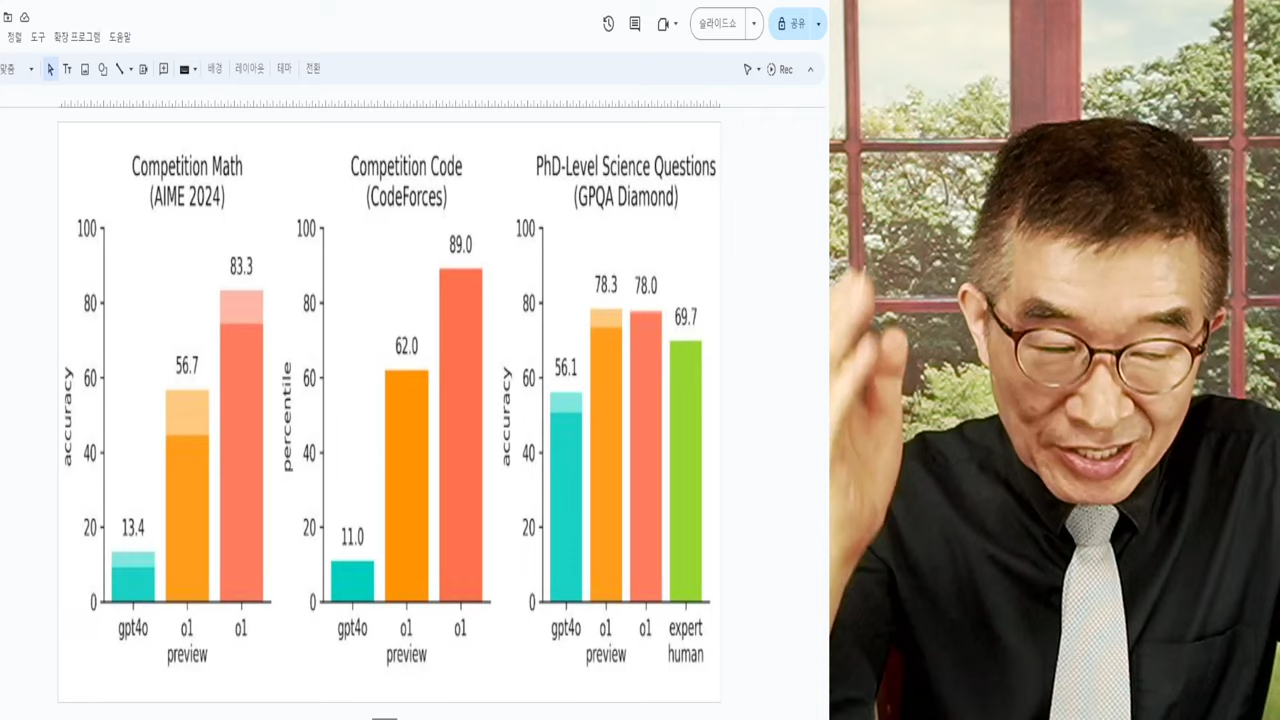 정렬 도구 확장 프로그램 도움말
슬라이드쇼
공유
맞춤
배경 레이아웃 테마 전환
Rec
Competition Math
(AIME 2024)
accuracy
100
80
60
40
20
0
13.4
56.7
83.3
gpt4o
o1
preview
o1
Competition Code
(CodeForces)
percentile
100
80
60
40
20
0
11.0
62.0
89.0
gpt4o
o1
preview
o1
PhD-Level Science Questions
(GPQA Diamond)
accuracy
100
80
60
40
20
0
56.1
78.3
78.0
69.7
gpt4o
o1
preview
o1
expert
human